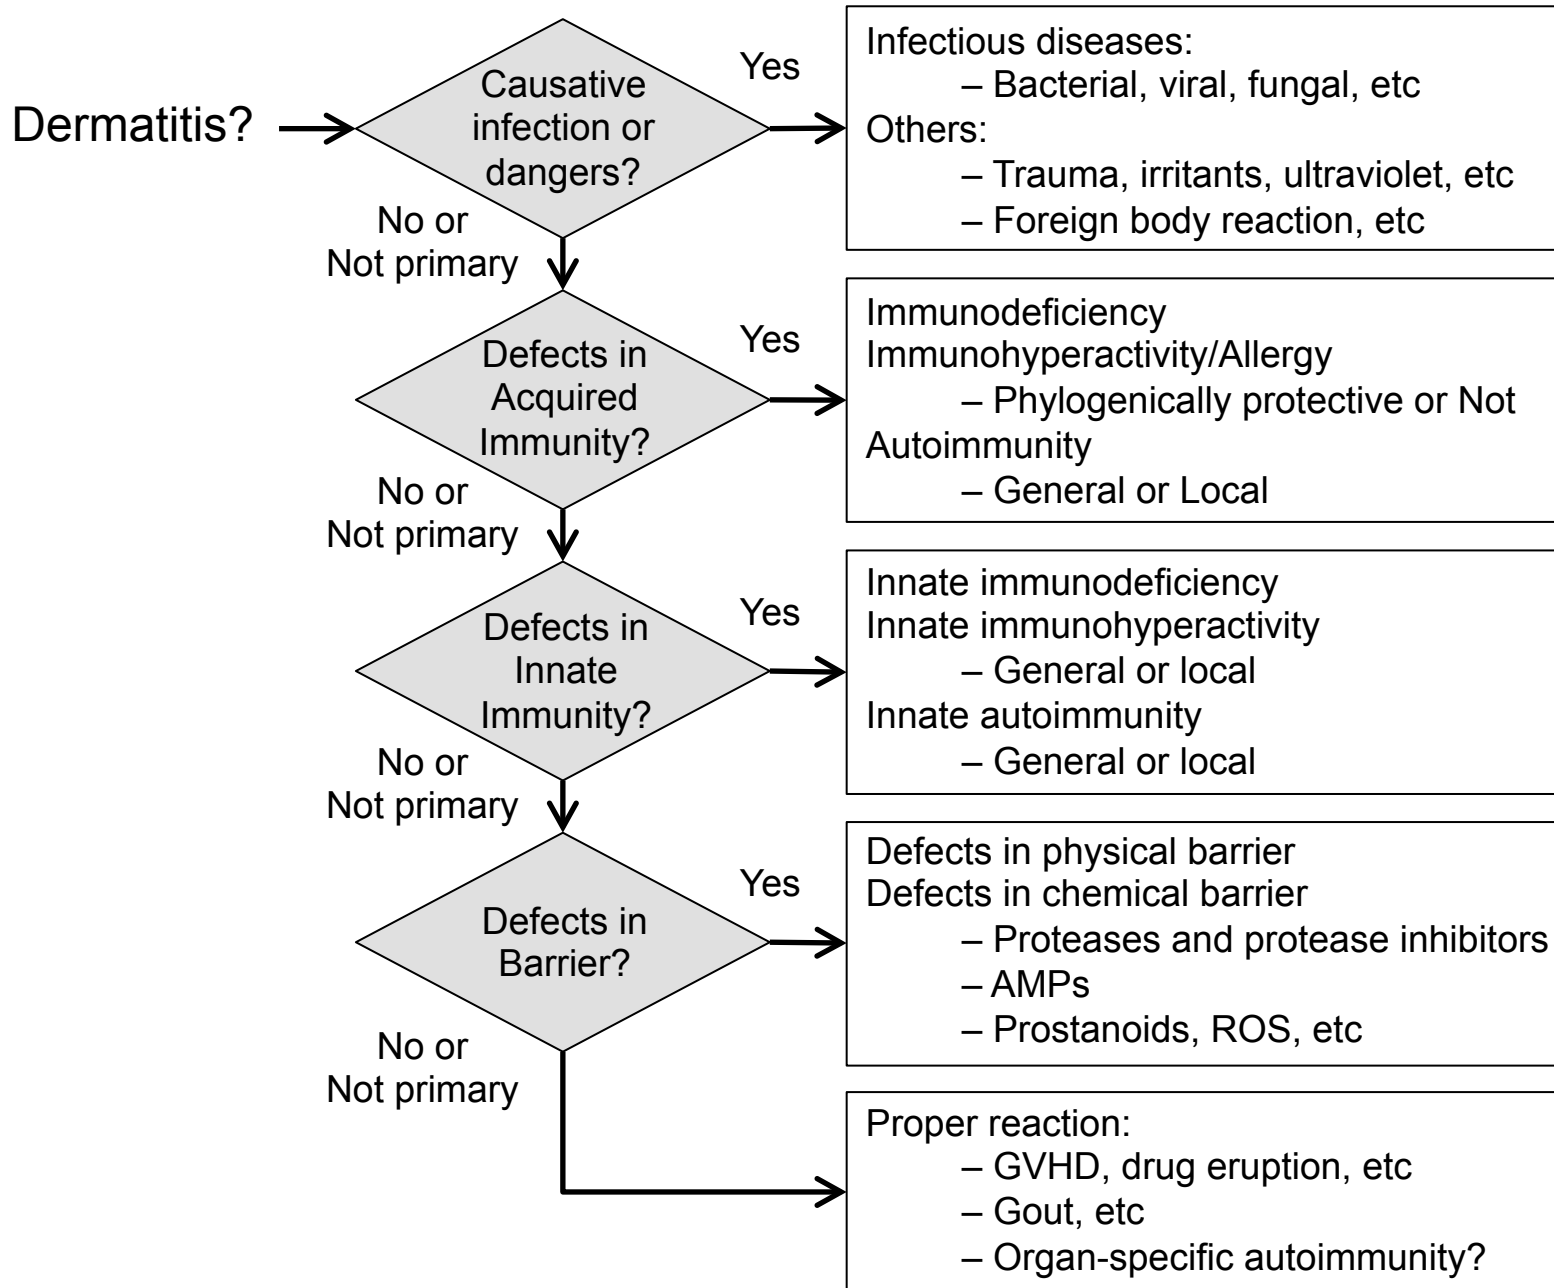 Dermatitis?
Causative
infection or
dangers?
Yes
Infectious diseases:
– Bacterial, viral, fungal, etc
Others:
– Trauma, irritants, ultraviolet, etc
– Foreign body reaction, etc
No or
Not primary
Defects in
Acquired
Immunity?
Yes
Immunodeficiency
Immunohyperactivity/Allergy
– Phylogenically protective or Not
Autoimmunity
– General or Local
No or
Not primary
Defects in
Innate
Immunity?
Yes
Innate immunodeficiency
Innate immunohyperactivity
– General or local
Innate autoimmunity
– General or local
No or
Not primary
Defects in
Barrier?
Yes
Defects in physical barrier
Defects in chemical barrier
– Proteases and protease inhibitors
– AMPs
– Prostanoids, ROS, etc
No or
Not primary
Proper reaction:
– GVHD, drug eruption, etc
– Gout, etc
– Organ-specific autoimmunity?